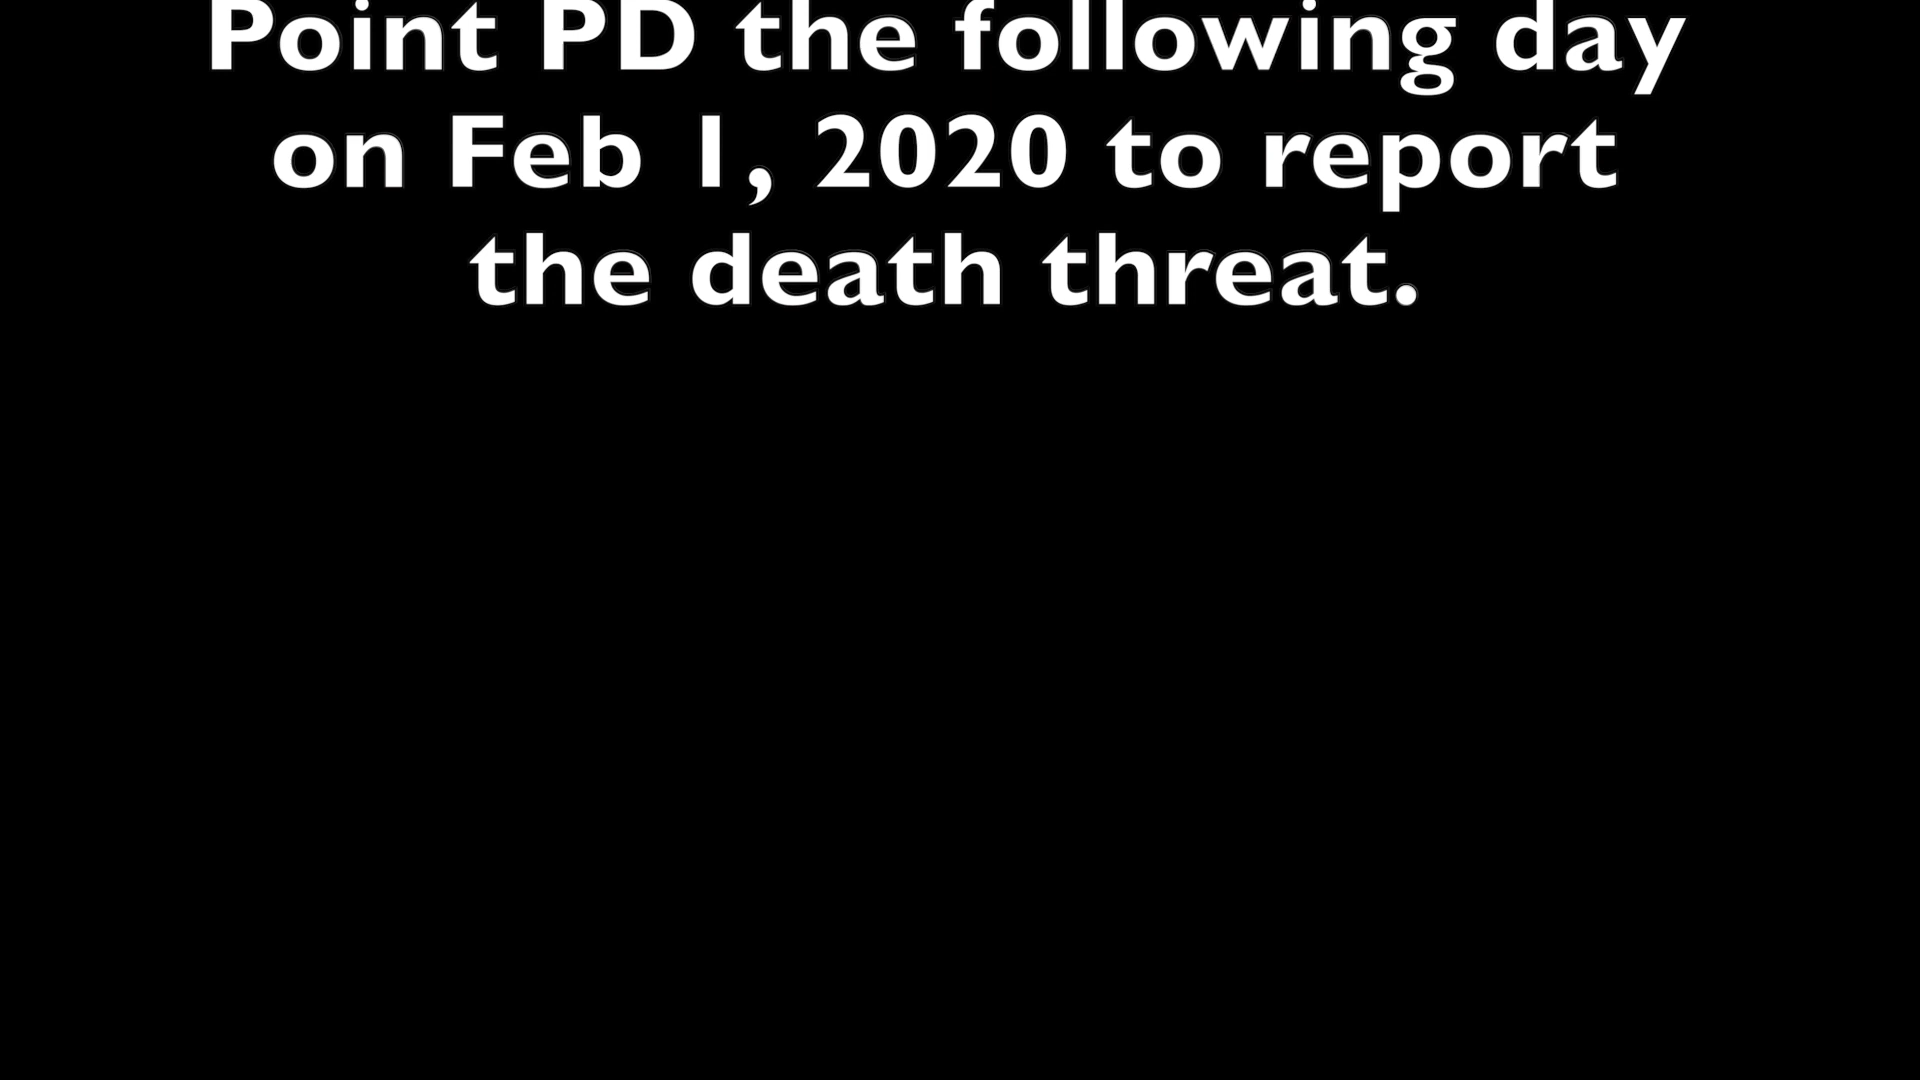 Point PD the following day
on Feb 1, 2020 to report
the death threat.